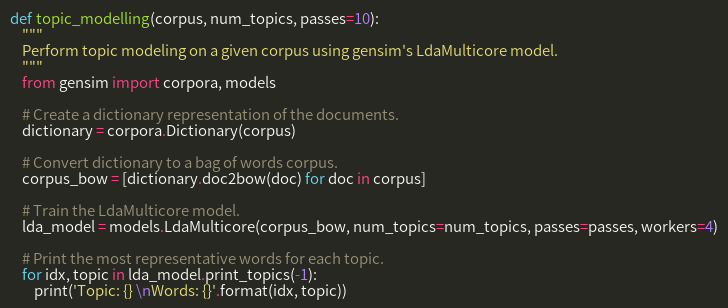 def topic_modelling(corpus, num_topics, passes=10):
    """
    Perform topic modeling on a given corpus using gensim's LdaMulticore model.
    """
    from gensim import corpora, models

    # Create a dictionary representation of the documents.
    dictionary = corpora.Dictionary(corpus)

    # Convert dictionary to a bag of words corpus.
    corpus_bow = [dictionary.doc2bow(doc) for doc in corpus]

    # Train the LdaMulticore model.
    lda_model = models.LdaMulticore(corpus_bow, num_topics=num_topics, passes=passes, workers=4)

    # Print the most representative words for each topic.
    for idx, topic in lda_model.print_topics(-1):
        print('Topic: {} \nWords: {}'.format(idx, topic))